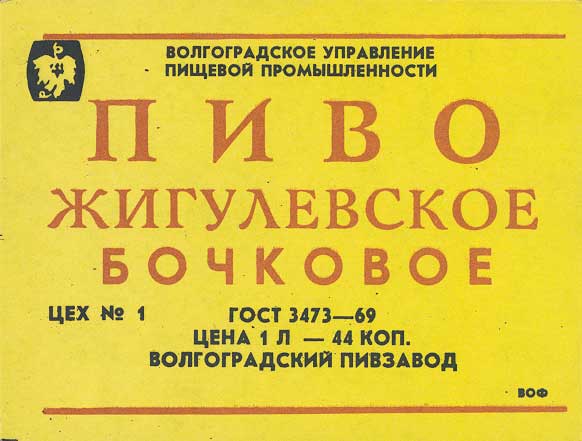 ВОЛГОГРАДСКОЕ УПРАВЛЕНИЕ
ПИЩЕВОЙ ПРОМЫШЛЕННОСТИ
ПИВО
ЖИГУЛЕВСКОЕ
БОЧКОВОЕ
ЦЕХ № 1 ГОСТ 3473—69
ЦЕНА 1 Л — 44 КОП.
ВОЛГОГРАДСКИЙ ПИВЗАВОД
ВОФ